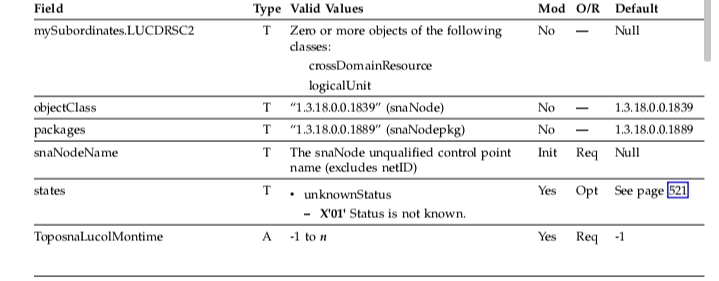 Field Type Valid Values Mod O/R Default
mySubordinates.LUCDRSC2 T Zero or more objects of the following No — Null
classes:
crossDomainResource
logicalUnit
objectClass T "1.3.18.0.0.1839" (snaNode) No — 1.3.18.0.0.1839
packages T "1.3.18.0.0.1889" (snaNodepkg) No — 1.3.18.0.0.1889
snaNodeName T The snaNode unqualified control point Init Req Null
name (excludes netID)
states T • unknownStatus Yes Opt See page 521
– X'01' Status is not known.
ToposnaLucolMontime A -1 to n Yes Req -1